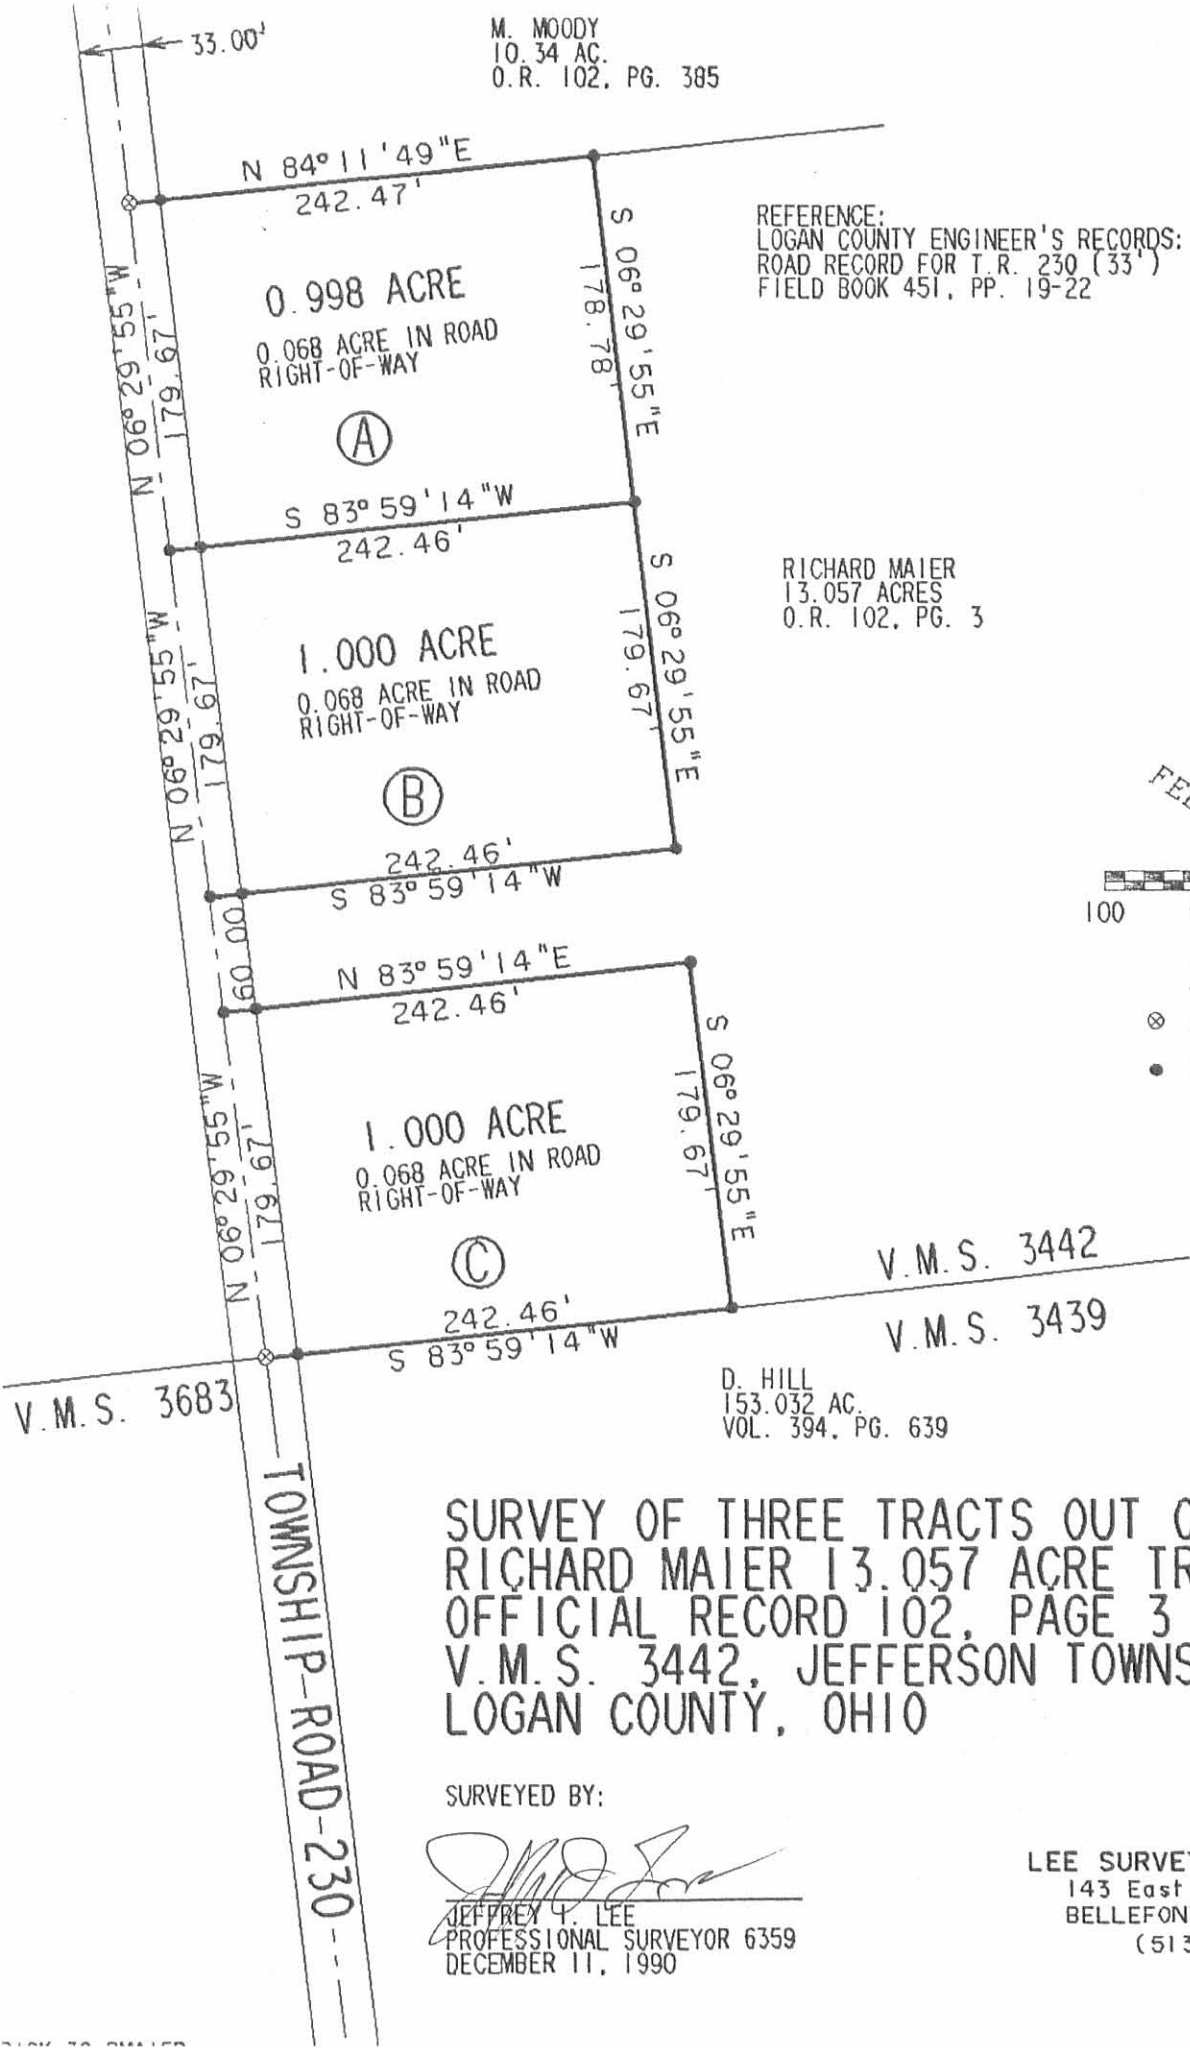 33.00'
M. MOODY
10.34 AC.
O.R. 102, PG. 385
N 84°11'49"E
242.47'
REFERENCE:
LOGAN COUNTY ENGINEER'S RECORDS:
ROAD RECORD FOR T.R. 230 (33')
FIELD BOOK 451, PP. 19-22
N 06°29'55"W
179.67'
0.998 ACRE
0.068 ACRE IN ROAD
RIGHT-OF-WAY
A
S 06°29'55"E
178.78'
S 83°59'14"W
242.46'
RICHARD MAIER
13.057 ACRES
O.R. 102, PG. 3
N 06°29'55"W
179.67'
1.000 ACRE
0.068 ACRE IN ROAD
RIGHT-OF-WAY
B
S 06°29'55"E
179.67'
242.46'
S 83°59'14"W
60.00
100
N 83°59'14"E
242.46'
N 06°29'55"W
179.67'
1.000 ACRE
0.068 ACRE IN ROAD
RIGHT-OF-WAY
C
S 06°29'55"E
179.67'
242.46'
S 83°59'14"W
V.M.S. 3442
V.M.S. 3439
V.M.S. 3683
D. HILL
153.032 AC.
VOL. 394, PG. 639
TOWNSHIP-ROAD-230
SURVEY OF THREE TRACTS OUT
RICHARD MAIER 13.057 ACRE TR
OFFICIAL RECORD 102, PAGE 3
V.M.S. 3442, JEFFERSON TOWNS
LOGAN COUNTY, OHIO
SURVEYED BY:
JEFFREY I. LEE
PROFESSIONAL SURVEYOR 6359
DECEMBER 11, 1990
LEE SURVEY
143 East
BELLEFON
(513